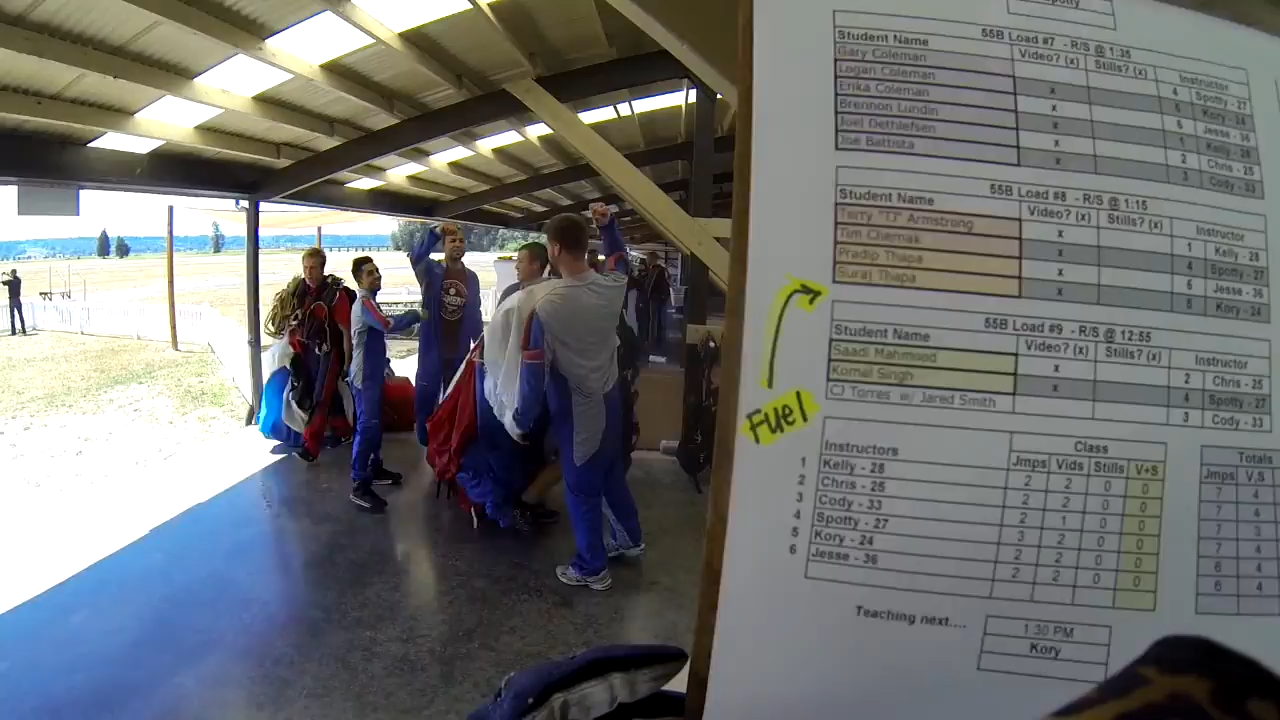 Spotty
55B Load #7 - R/S @ 1:35
Student Name Video? (x) Stills? (x) Instructor
Gary Coleman 4 Spotty - 27
Logan Coleman x 6 Kory - 24
Erika Coleman x 5 Jesse - 36
Brennon Lundin x 1 Kelly - 28
Joel Dethlefsen x 2 Chris - 25
Joe Battista x 3 Cody - 33
55B Load #8 - R/S @ 1:15
Student Name Video? (x) Stills? (x) Instructor
Terry "TJ" Armstrong x 1 Kelly - 28
Tim Chernak 4 Spotty - 27
Pradip Thapa x 5 Jesse - 36
Suraj Thapa x 6 Kory - 24
55B Load #9 - R/S @ 12:55
Student Name Video? (x) Stills? (x) Instructor
Saadi Mahmood x 2 Chris - 25
Komal Singh x 4 Spotty - 27
CJ Torres w/ Jared Smith 3 Cody - 33
FUEL
Class Totals
Instructors Jmps Vids Stills V+S Jmps V,S
1 Kelly - 28 2 2 0 0 7 4
2 Chris - 25 2 2 0 0 7 4
3 Cody - 33 2 1 0 0 7 3
4 Spotty - 27 3 2 0 0 7 4
5 Kory - 24 2 2 0 0 6 4
6 Jesse - 36 2 2 0 0 6 4
Teaching next....
1:30 PM
Kory